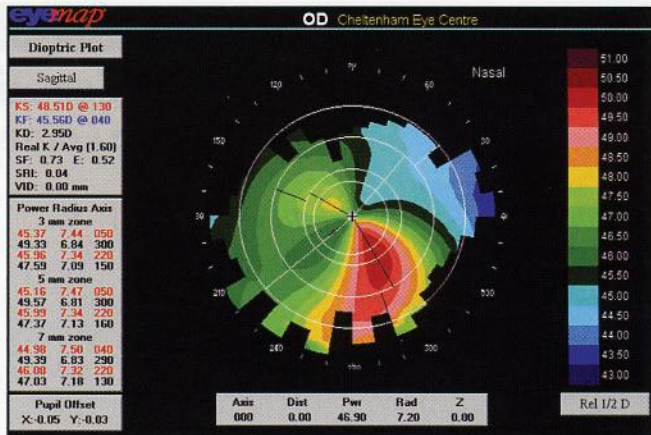 eyemap
OD Cheltenham Eye Centre
Dioptric Plot
Sagittal
KS: 48.51D @ 130
KF: 45.56D @ 040
KD: 2.95D
Real K / Avg (1.60)
SF: 0.73 E: 0.52
SRI: 0.04
VID: 0.00 mm
Power Radius Axis
3 mm zone
45.37 7.44 050
49.33 6.84 300
45.96 7.34 220
47.59 7.09 150
5 mm zone
45.16 7.47 050
49.57 6.81 300
45.99 7.34 220
47.37 7.13 160
7 mm zone
44.98 7.50 040
49.39 6.83 290
46.08 7.32 220
47.03 7.18 130
Pupil Offset
X:-0.05 Y:-0.03
Nasal
120
60
150
210
240
300
Axis Dist Pwr Rad Z
000 0.00 46.90 7.20 0.00
51.00
50.50
50.00
49.50
49.00
48.50
48.00
47.50
47.00
46.50
46.00
45.50
45.00
44.50
44.00
43.50
43.00
Rel 1/2 D